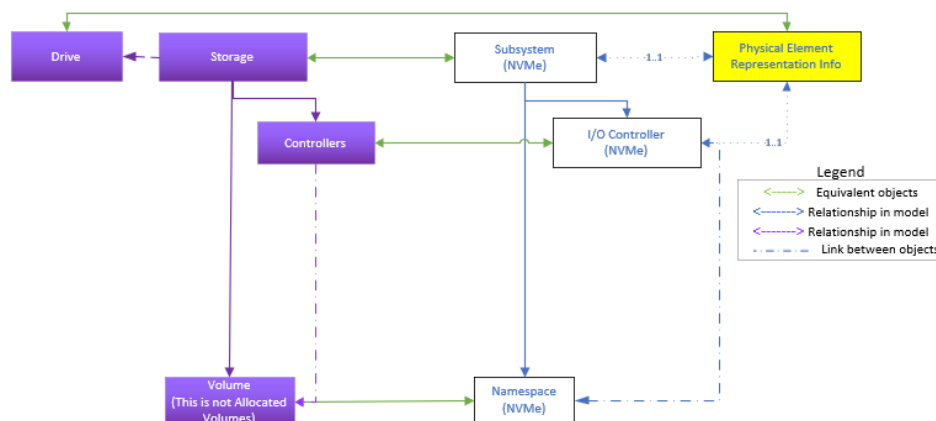 Drive
Storage
Subsystem
(NVMe)
1..1
Physical Element
Representation Info
Controllers
I/O Controller
(NVMe)
1..1
Legend
Equivalent objects
Relationship in model
Relationship in model
Link between objects
Volume
(This is not Allocated
Volumes)
Namespace
(NVMe)